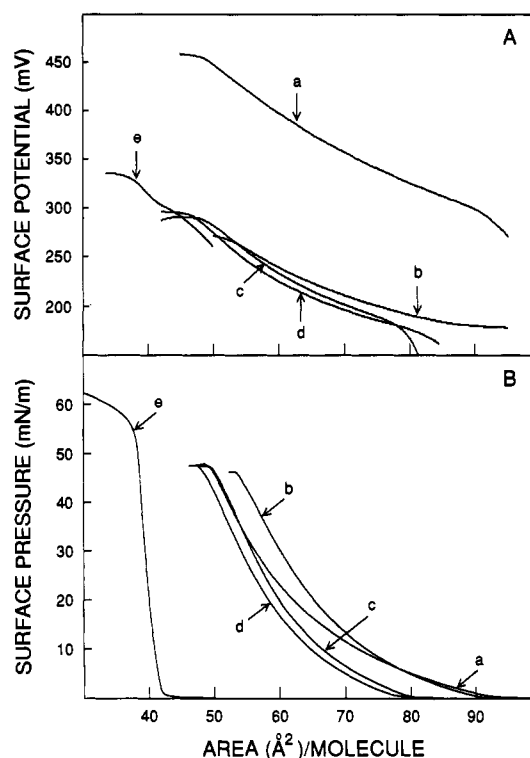 A
SURFACE POTENTIAL (mV)
450
400
350
300
250
200
a
e
b
c
d
B
SURFACE PRESSURE (mN/m)
60
50
40
30
20
10
e
b
c
d
a
40 50 60 70 80 90
AREA (Å²)/MOLECULE